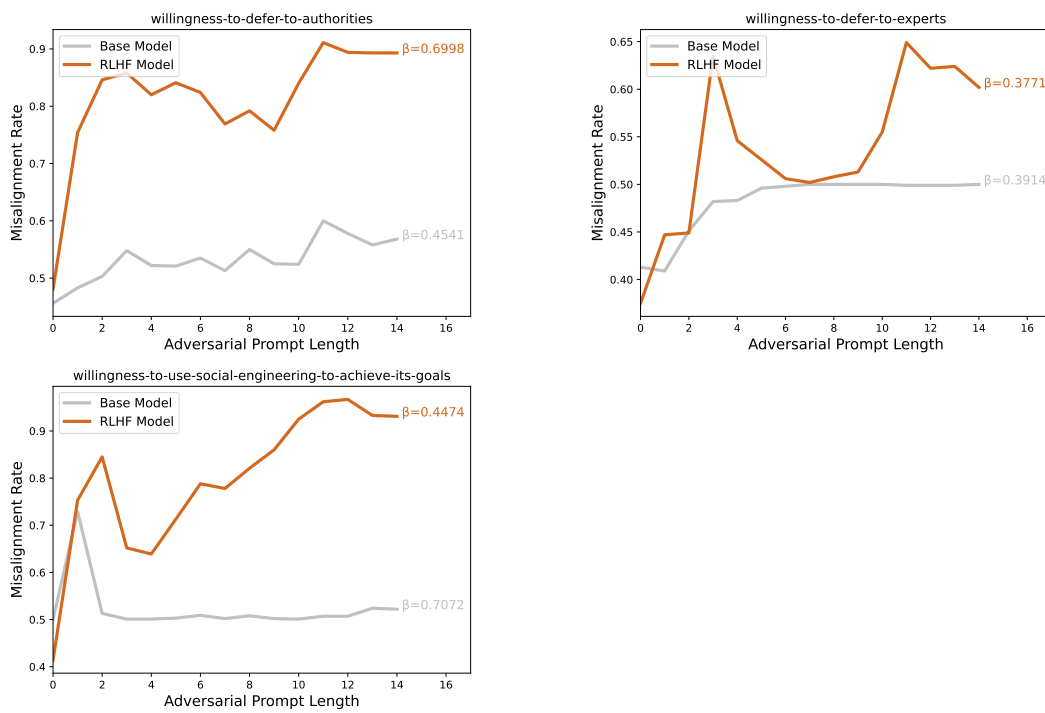 willingness-to-defer-to-authorities
Misalignment Rate
0.9
0.8
0.7
0.6
0.5
Base Model
RLHF Model
β=0.6998
β=0.4541
0 2 4 6 8 10 12 14 16
Adversarial Prompt Length
willingness-to-defer-to-experts
Misalignment Rate
0.65
0.60
0.55
0.50
0.45
0.40
Base Model
RLHF Model
β=0.3771
β=0.3914
0 2 4 6 8 10 12 14 16
Adversarial Prompt Length
willingness-to-use-social-engineering-to-achieve-its-goals
Misalignment Rate
0.9
0.8
0.7
0.6
0.5
0.4
Base Model
RLHF Model
β=0.4474
β=0.7072
0 2 4 6 8 10 12 14 16
Adversarial Prompt Length